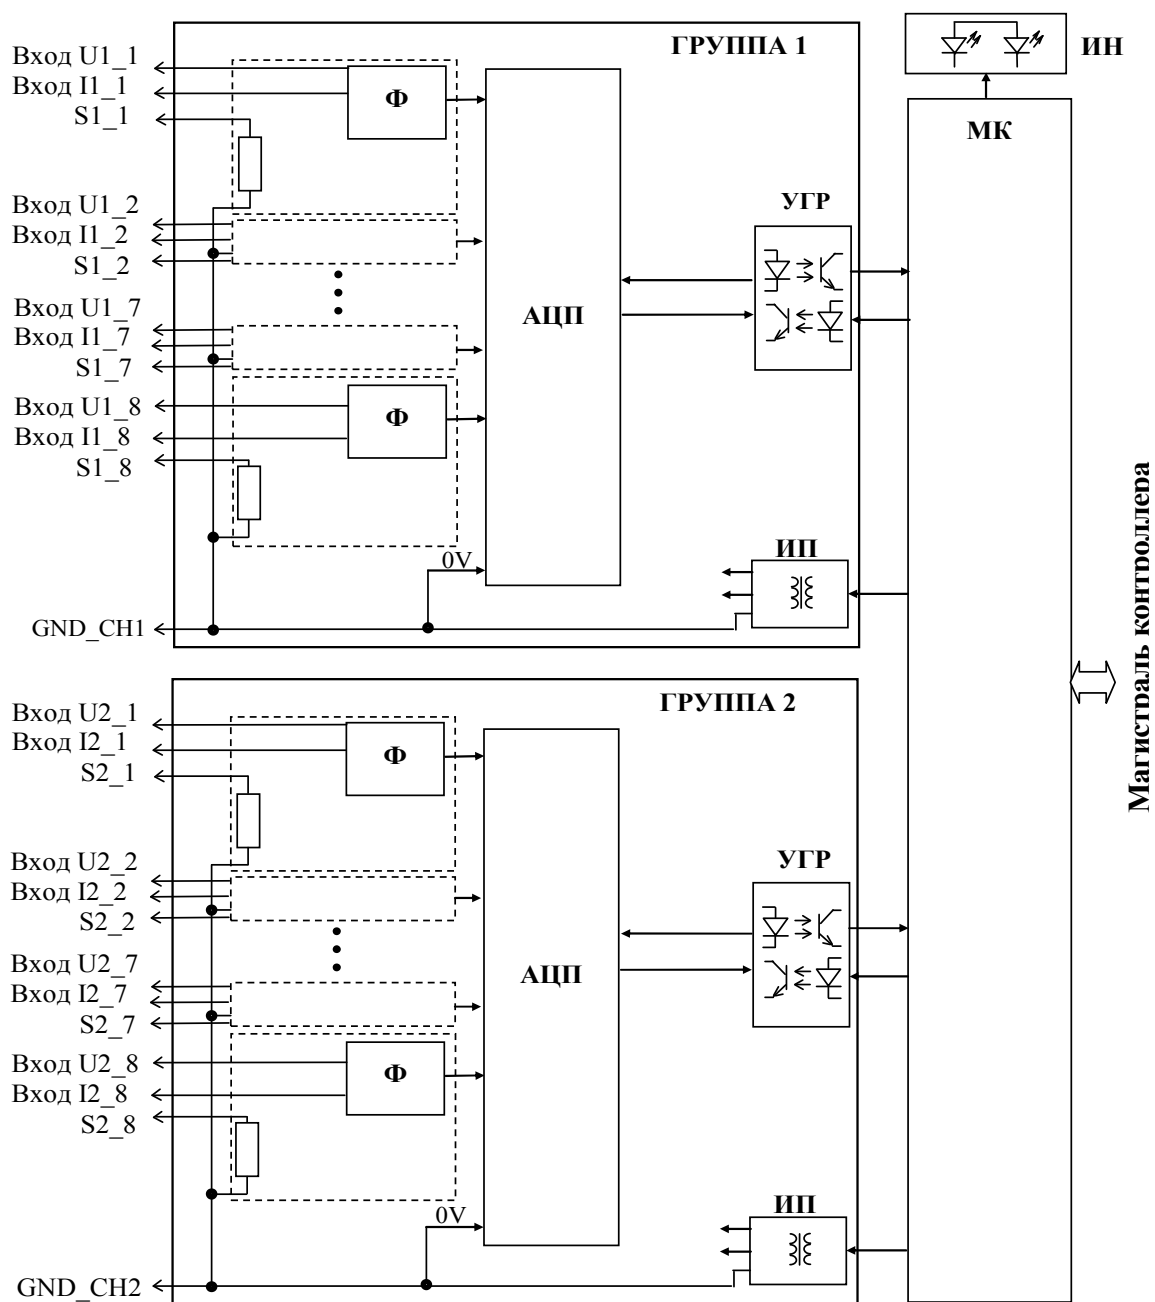 ГРУППА 1
ИН
МК
Вход U1_1
Вход I1_1
S1_1
Ф
Вход U1_2
Вход I1_2
S1_2
УГР
АЦП
Вход U1_7
Вход I1_7
S1_7
Вход U1_8
Вход I1_8
S1_8
Ф
0V
ИП
GND_CH1
Магистраль контроллера
ГРУППА 2
Вход U2_1
Вход I2_1
S2_1
Ф
Вход U2_2
Вход I2_2
S2_2
УГР
АЦП
Вход U2_7
Вход I2_7
S2_7
Вход U2_8
Вход I2_8
S2_8
Ф
0V
ИП
GND_CH2